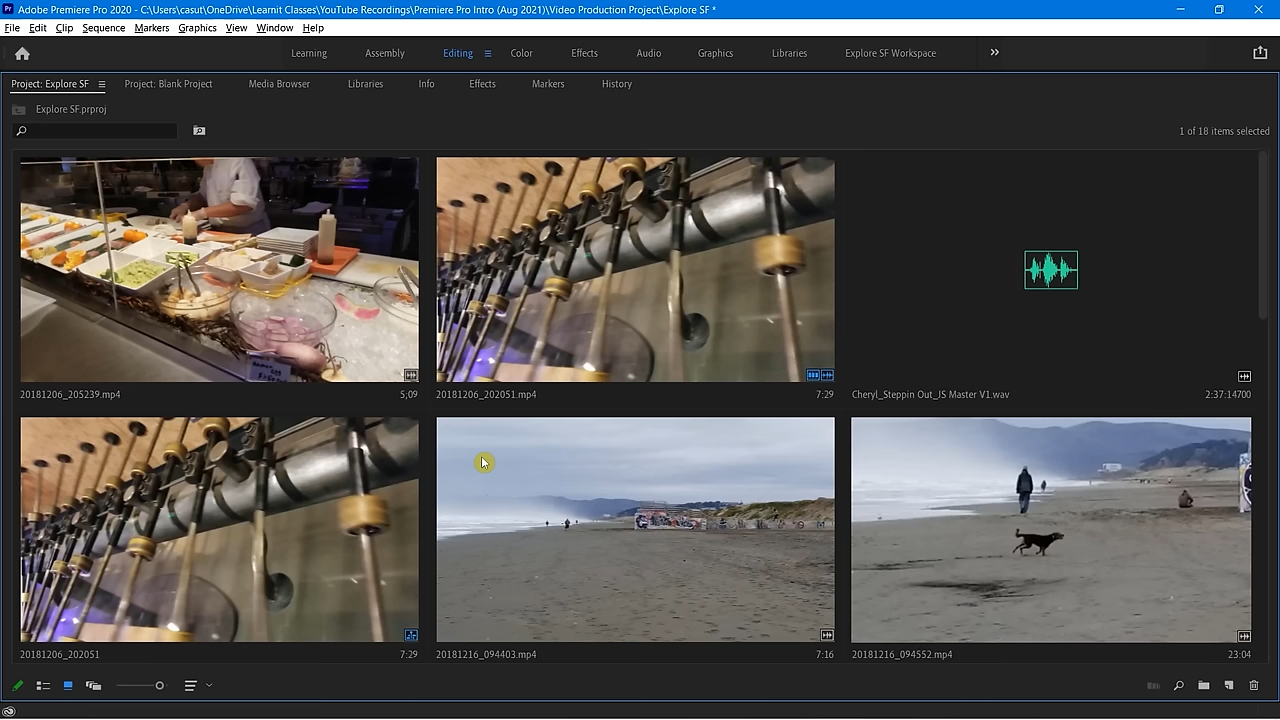 Adobe Premiere Pro 2020 - C:\Users\casut\OneDrive\Learnit Classes\YouTube Recordings\Premiere Pro Intro (Aug 2021)\Video Production Project\Explore SF *
File Edit Clip Sequence Markers Graphics View Window Help
Learning Assembly Editing Color Effects Audio Graphics Libraries Explore SF Workspace
Project: Explore SF Project: Blank Project Media Browser Libraries Info Effects Markers History
Explore SF.prproj
1 of 18 items selected
20181206_205239.mp4 5;09 20181206_202051.mp4 7:29 Cheryl_Steppin Out_JS Master V1.wav 2:37:14700
20181206_202051 7:29 20181216_094403.mp4 7:16 20181216_094552.mp4 23:04